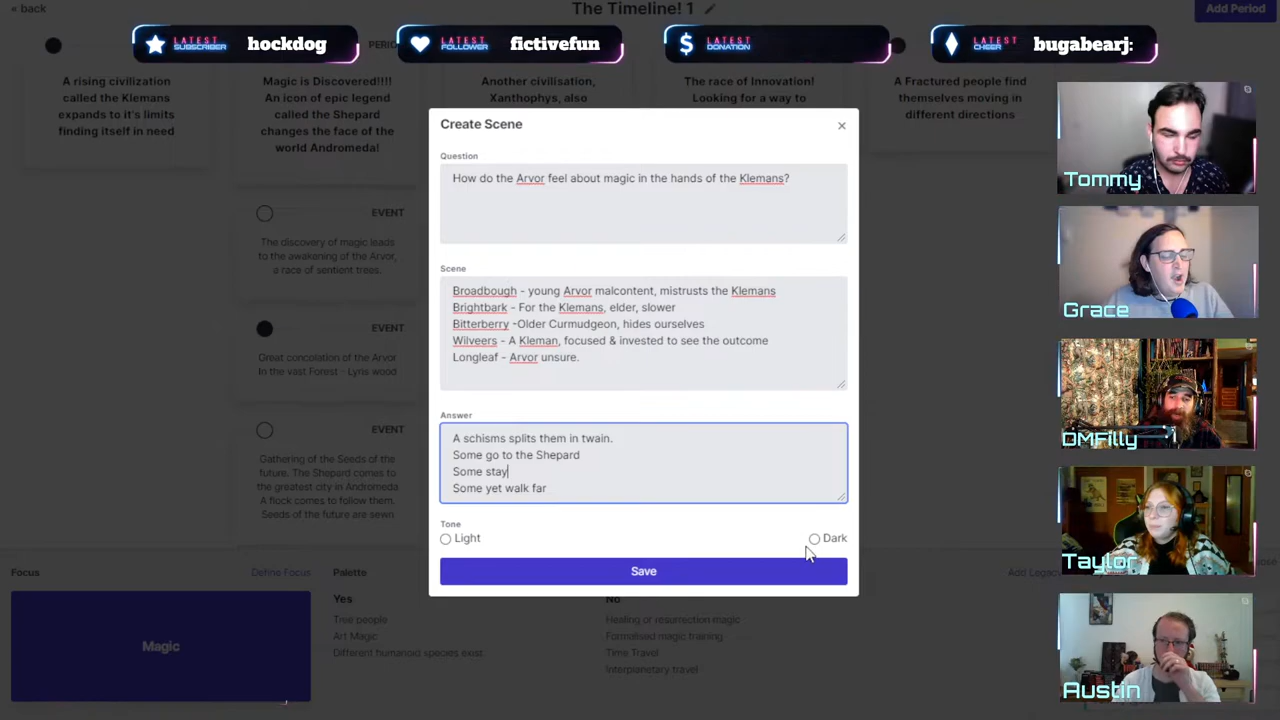 « back
The Timeline! 1
Add Period
LATEST
SUBSCRIBER
hockdog
LATEST
FOLLOWER
fictivefun
LATEST
DONATION
LATEST
CHEER
bugabearj:
A rising civilization
called the Klemans
expands to it's limits
finding itself in need
Magic is Discovered!!!!
An icon of epic legend
called the Shepard
changes the face of the
world Andromeda!
Another civilisation,
Xanthophys, also
The race of Innovation!
Looking for a way to
A Fractured people find
themselves moving in
different directions
EVENT
The discovery of magic leads
to the awakening of the Arvor,
a race of sentient trees.
EVENT
Great concolation of the Arvor
In the vast Forest - Lyris wood
EVENT
Gathering of the Seeds of the
future. The Shepard comes to
the greatest city in Andromeda
A flock comes to follow them.
Seeds of the future are sewn
Create Scene
Question
How do the Arvor feel about magic in the hands of the Klemans?
Scene
Broadbough - young Arvor malcontent, mistrusts the Klemans
Brightbark - For the Klemans, elder, slower
Bitterberry -Older Curmudgeon, hides ourselves
Wilveers - A Kleman, focused & invested to see the outcome
Longleaf - Arvor unsure.
Answer
A schisms splits them in twain.
Some go to the Shepard
Some stay
Some yet walk far
Tone
Light
Dark
Save
Focus
Define Focus
Magic
Palette
Yes
Tree people
Art Magic
Different humanoid species exist
No
Healing or resurrection magic
Formalised magic training
Time Travel
Interplanetary travel
Add Legacy
Tommy
Grace
DMFilly
Taylor
Austin